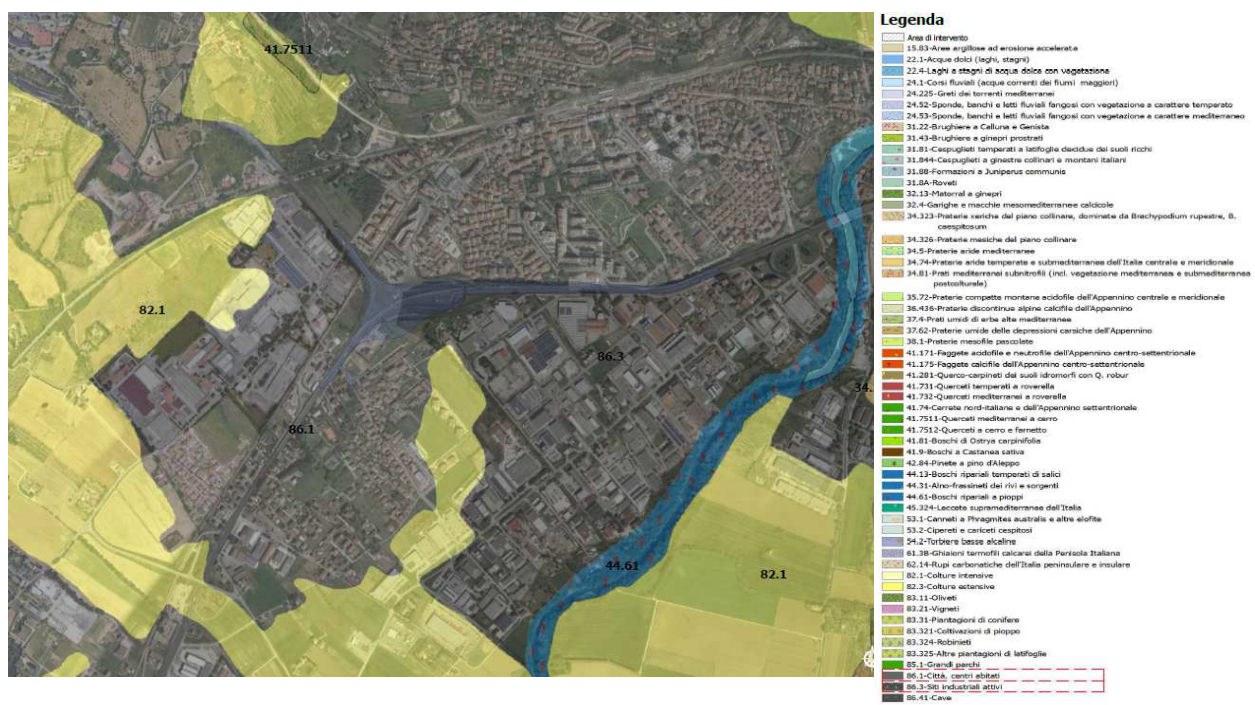 41.7511
82.1
86.3
34.
86.1
44.61
82.1
Legenda
Area di intervento
15.83-Aree argillose ad erosione accelerata
22.1-Acque dolci (laghi, stagni)
22.4-Laghi a stagni di acqua dolce con vegetazione
24.1-Corsi fluviali (acque correnti dei fiumi maggiori)
24.225-Greti dei torrenti mediterranei
24.52-Sponde, banchi e letti fluviali fangosi con vegetazione a carattere temperato
24.53-Sponde, banchi e letti fluviali fangosi con vegetazione a carattere mediterraneo
31.22-Brughiere a Calluna e Genista
31.43-Brughiere a ginepri prostrati
31.81-Cespuglieti temperati a latifoglie decidue dei suoli ricchi
31.844-Cespuglieti a ginestre collinari e montani italiani
31.88-Formazioni a Juniperus communis
31.8A-Roveti
32.13-Matorral a ginepri
32.4-Garighe e macchie mesomediterranee calcicole
34.323-Praterie xeriche del piano collinare, dominate da Brachypodium rupestre, B.
caespitosum
34.326-Praterie mesiche del piano collinare
34.5-Praterie aride mediterranee
34.74-Praterie aride temperate e submediterranee dell'Italia centrale e meridionale
34.81-Prati mediterranei subnitrofili (incl. vegetazione mediterranea e submediterranea
postcolturale)
35.72-Praterie compatte montane acidofile dell'Appennino centrale e meridionale
36.436-Praterie discontinue alpine calcifile dell'Appennino
37.4-Prati umidi di erbe alte mediterranee
37.62-Praterie umide delle depressioni carsiche dell'Appennino
38.1-Praterie mesofile pascolate
41.171-Faggete acidofile e neutrofile dell'Appennino centro-settentrionale
41.175-Faggete calcifile dell'Appennino centro-settentrionale
41.281-Querco-carpineti dei suoli idromorfi con Q. robur
41.731-Querceti temperati a roverella
41.732-Querceti mediterranei a roverella
41.74-Cerrete nord-italiane e dell'Appennino settentrionale
41.7511-Querceti mediterranei a cerro
41.7512-Querceti a cerro e farnetto
41.81-Boschi di Ostrya carpinifolia
41.9-Boschi a Castanea sativa
42.84-Pinete a pino d'Aleppo
44.13-Boschi ripariali temperati di salici
44.31-Alno-frassineti dei rivi e sorgenti
44.61-Boschi ripariali a pioppi
45.324-Leccete supramediterranee dell'Italia
53.1-Canneti a Phragmites australis e altre elofite
53.2-Cipereti e cariceti cespitosi
54.2-Torbiere basse alcaline
61.3B-Ghiaioni termofili calcarei della Penisola Italiana
62.14-Rupi carbonatiche dell'Italia peninsulare e insulare
82.1-Colture intensive
82.3-Colture estensive
83.11-Oliveti
83.21-Vigneti
83.31-Piantagioni di conifere
83.321-Coltivazioni di pioppo
83.324-Robinieti
83.325-Altre piantagioni di latifoglie
85.1-Grandi parchi
86.1-Città, centri abitati
86.3-Siti industriali attivi
86.41-Cave